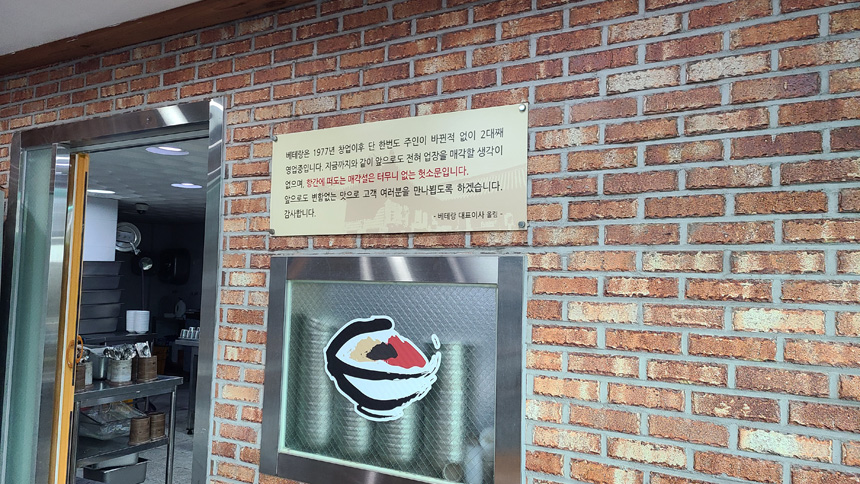 베테랑은 1977년 창업이후 단 한번도 주인이 바뀐적 없이 2대째
영업중입니다. 지금까지와 같이 앞으로도 전혀 업장을 매각할 생각이
없으며, 항간에 떠도는 매각설은 터무니 없는 헛소문입니다.
앞으로도 변함없는 맛으로 고객 여러분을 만나뵙도록 하겠습니다.
감사합니다.
- 베테랑 대표이사 올림 -